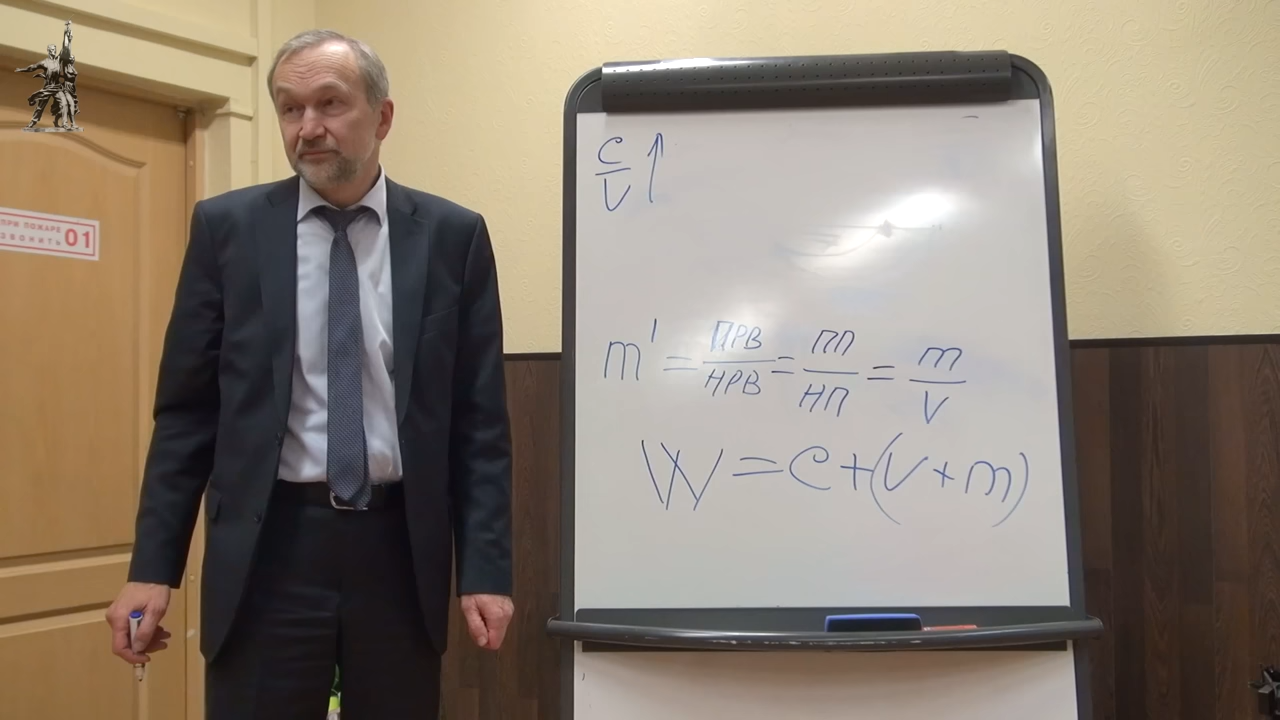 ПРИ ПОЖАРЕ
ЗВОНИТЬ 01
c/v ↑
m' = ПРВ/НРВ = ПП/НП = m/v
W = c + (v + m)